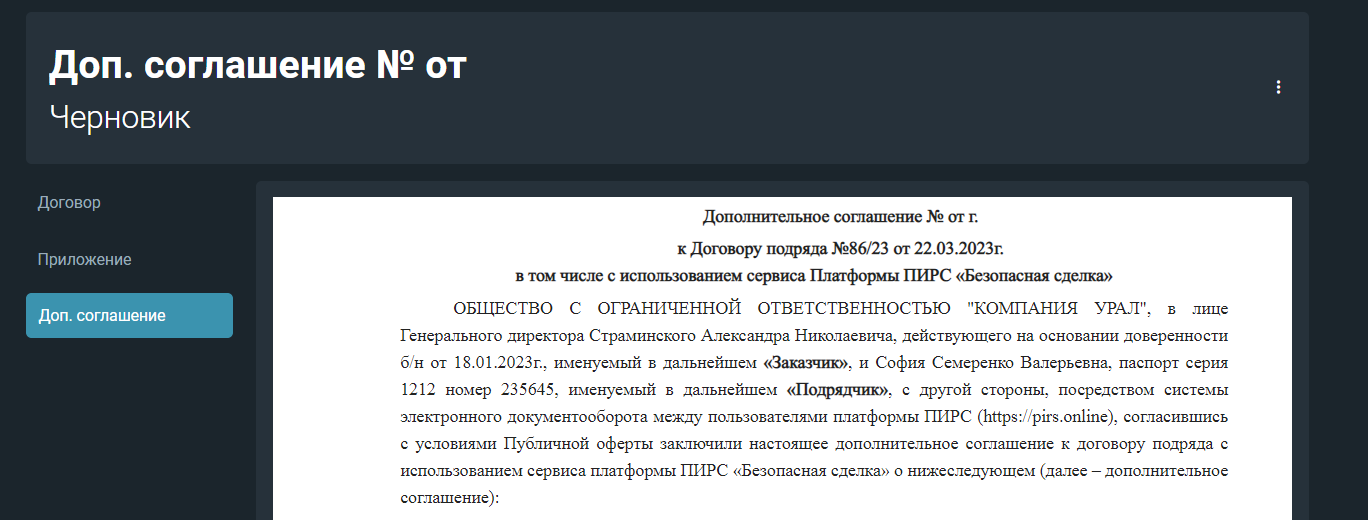 Доп. соглашение № от
Черновик
Договор
Приложение
Доп. соглашение
Дополнительное соглашение № от г.
к Договору подряда №86/23 от 22.03.2023г.
в том числе с использованием сервиса Платформы ПИРС «Безопасная сделка»
ОБЩЕСТВО С ОГРАНИЧЕННОЙ ОТВЕТСТВЕННОСТЬЮ "КОМПАНИЯ УРАЛ", в лице
Генерального директора Страминского Александра Николаевича, действующего на основании доверенности
б/н от 18.01.2023г., именуемый в дальнейшем «Заказчик», и София Семеренко Валерьевна, паспорт серия
1212 номер 235645, именуемый в дальнейшем «Подрядчик», с другой стороны, посредством системы
электронного документооборота между пользователями платформы ПИРС (https://pirs.online), согласившись
с условиями Публичной оферты заключили настоящее дополнительное соглашение к договору подряда с
использованием сервиса платформы ПИРС «Безопасная сделка» о нижеследующем (далее – дополнительное
соглашение):